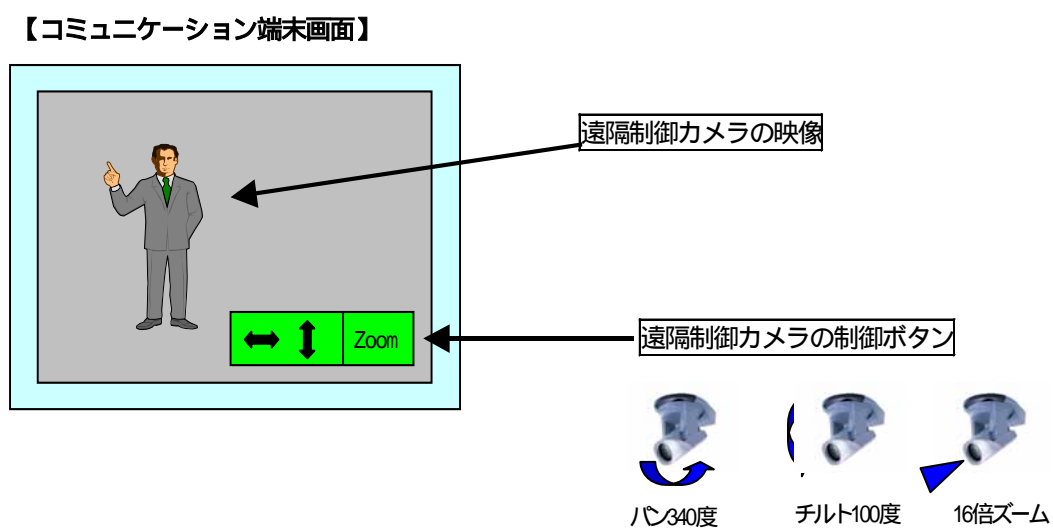 【コミュニケーション端末画面】
遠隔制御カメラの映像
遠隔制御カメラの制御ボタン
Zoom
パン340度
チルト100度
16倍ズーム